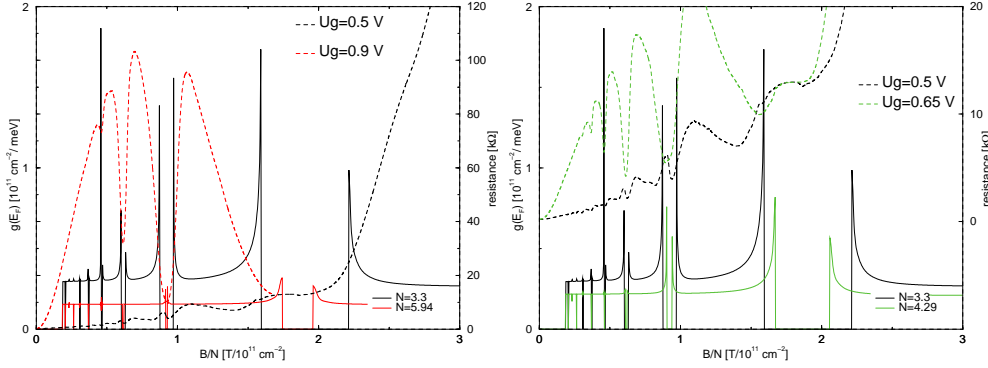 Ug=0.5 V
Ug=0.9 V
g(E_F) [10^11 cm^-2/ meV]
2
1
0
120
100
80
60
40
20
0
resistance [kΩ]
N=3.3
N=5.94
0 1 2 3
B/N [T/10^11 cm^-2]
Ug=0.5 V
Ug=0.65 V
g(E_F) [10^11 cm^-2/ meV]
2
1
0
20
10
0
resistance [kΩ]
N=3.3
N=4.29
0 1 2 3
B/N [T/10^11 cm^-2]